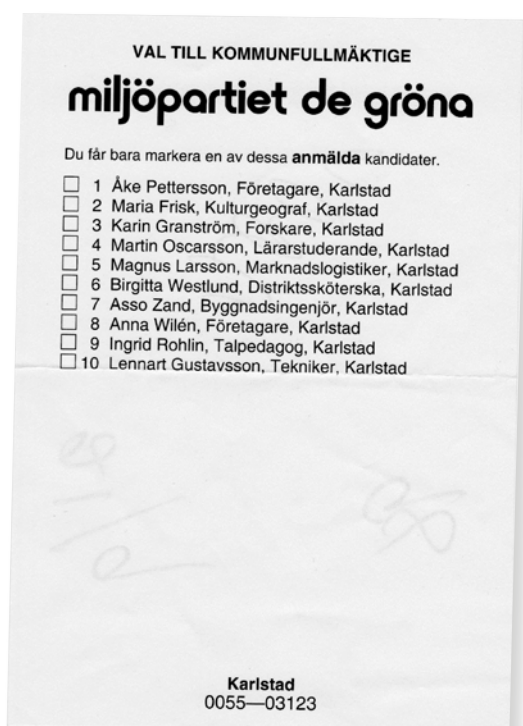 VAL TILL KOMMUNFULLMÄKTIGE
miljöpartiet de gröna
Du får bara markera en av dessa anmälda kandidater.
1 Åke Pettersson, Företagare, Karlstad
2 Maria Frisk, Kulturgeograf, Karlstad
3 Karin Granström, Forskare, Karlstad
4 Martin Oscarsson, Lärarstuderande, Karlstad
5 Magnus Larsson, Marknadslogistiker, Karlstad
6 Birgitta Westlund, Distriktssköterska, Karlstad
7 Asso Zand, Byggnadsingenjör, Karlstad
8 Anna Wilén, Företagare, Karlstad
9 Ingrid Rohlin, Talpedagog, Karlstad
10 Lennart Gustavsson, Tekniker, Karlstad
Karlstad
0055—03123